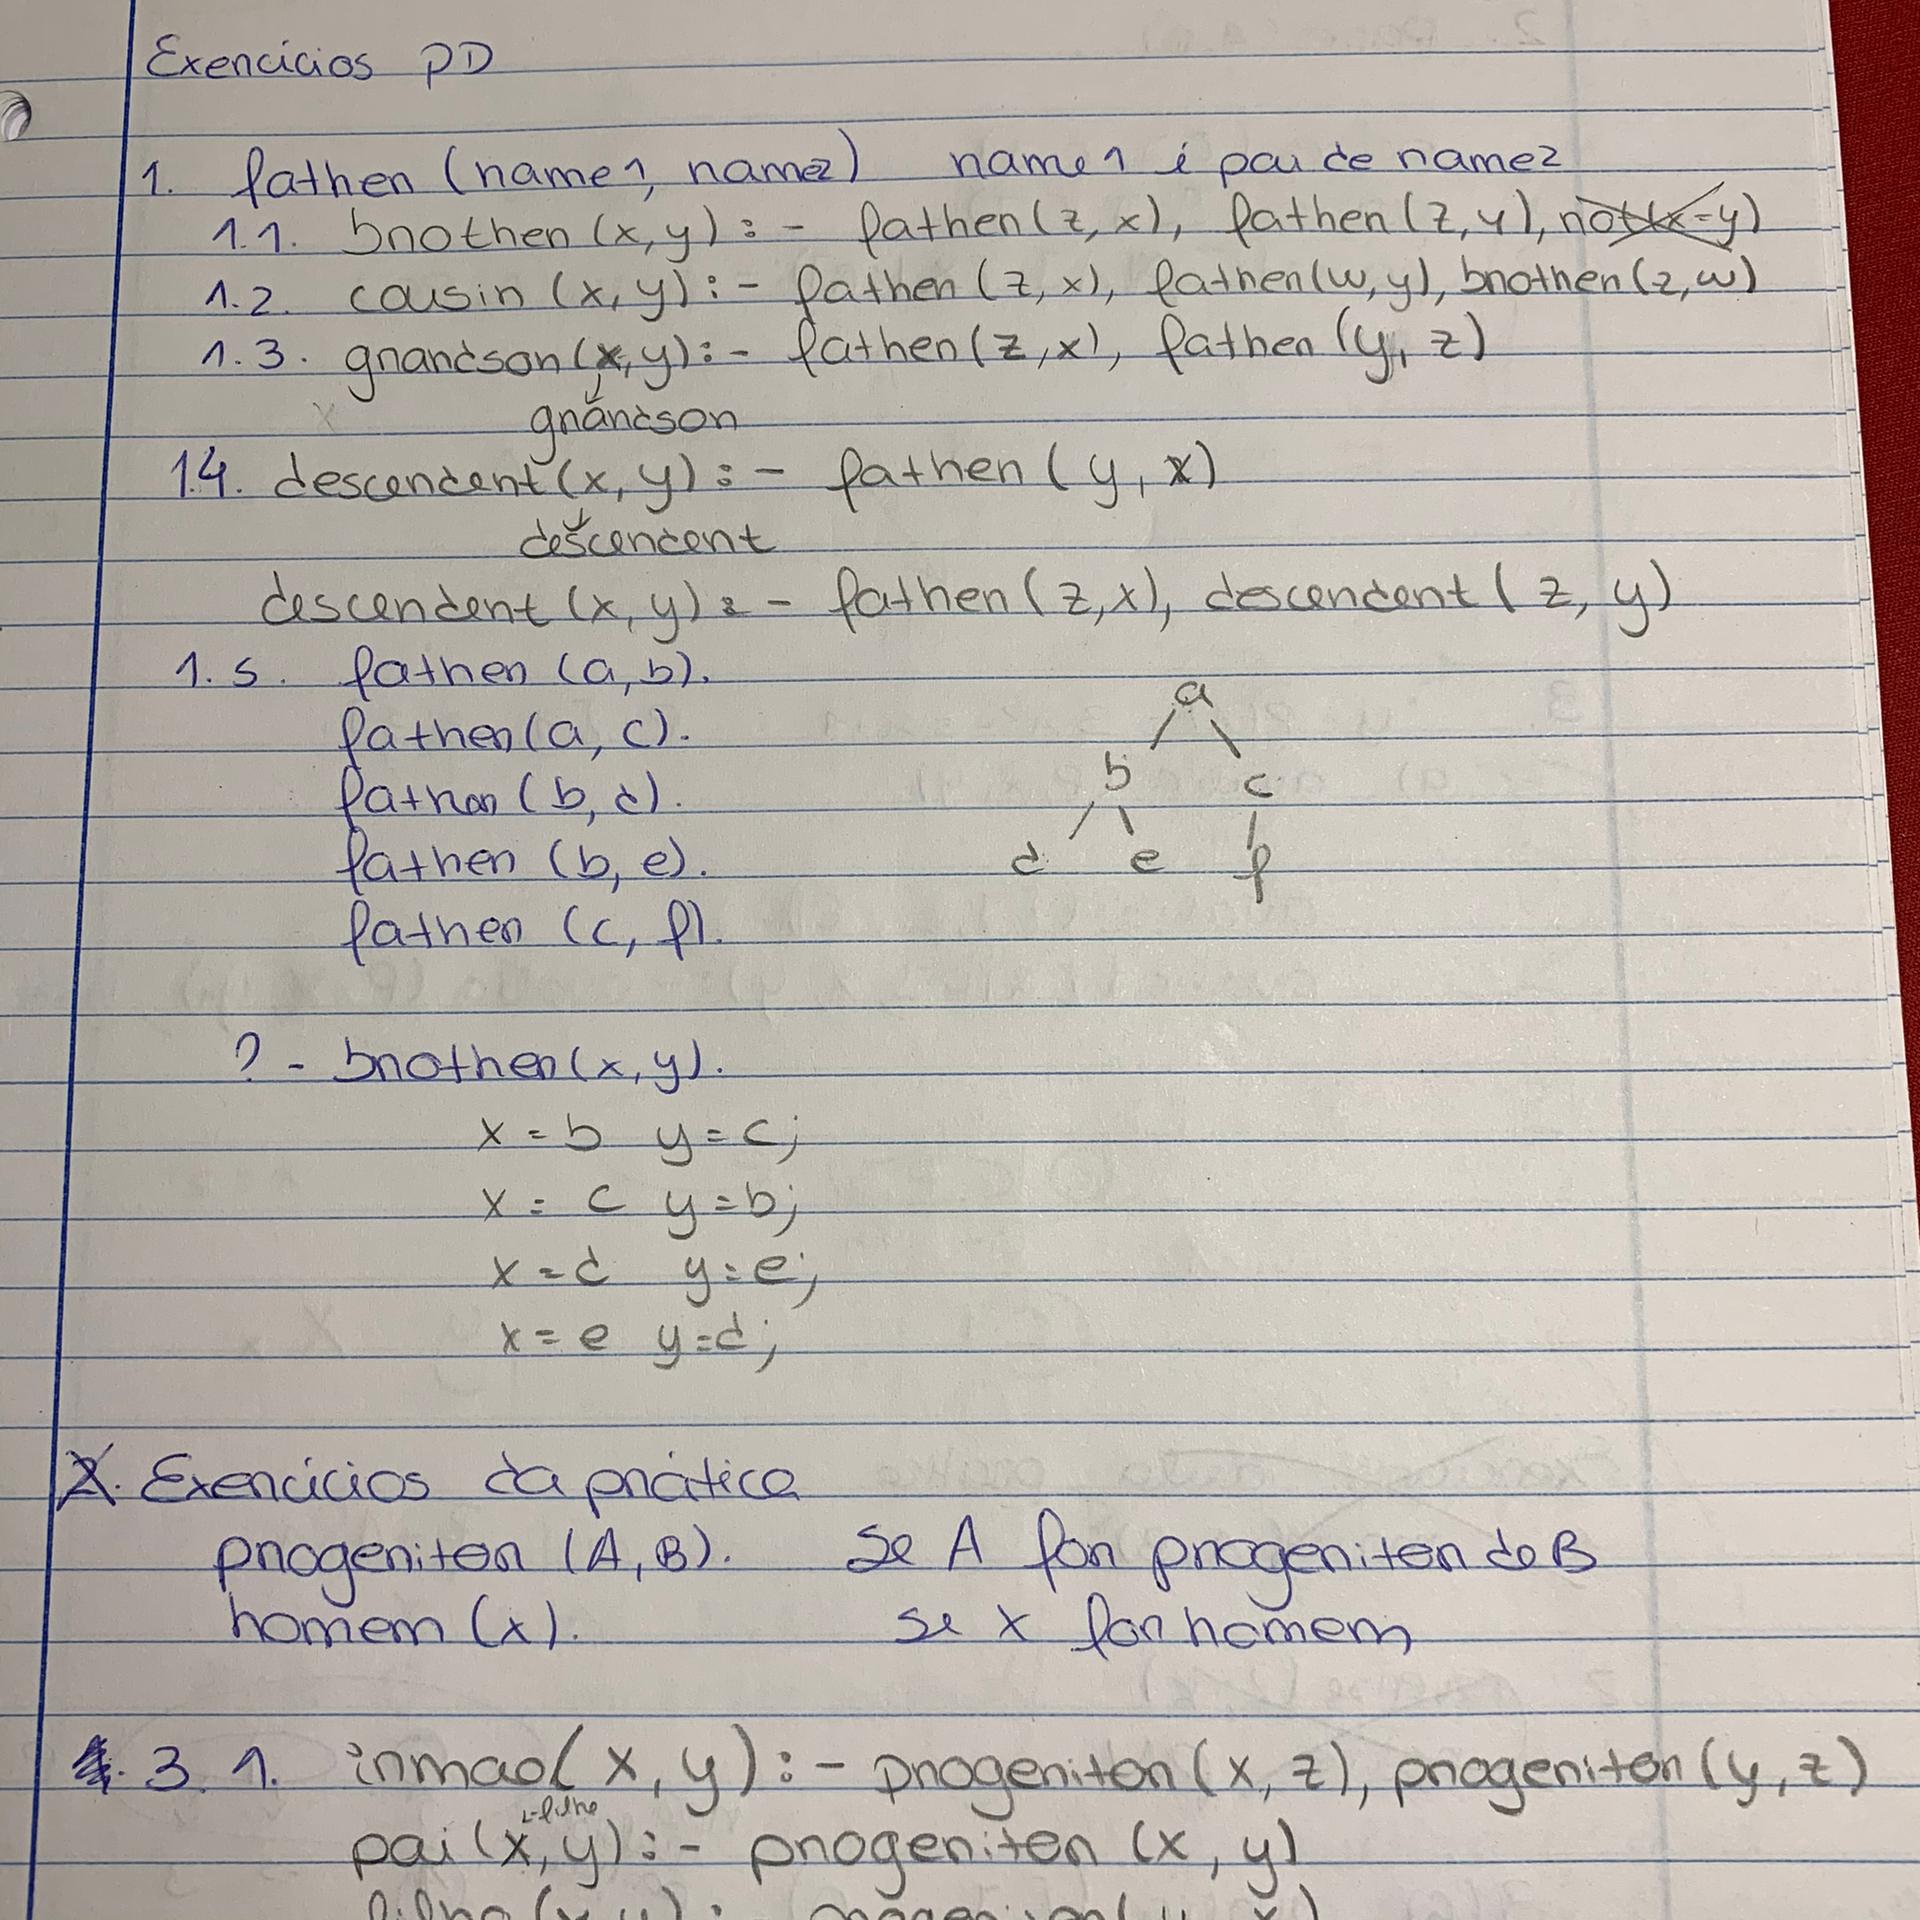 Exercícios PD
1. father (name1, name2) name1 é pai de name2
1.1. brother (x, y) :- father (z, x), father (z, y), not(x=y)
1.2. cousin (x, y) :- father (z, x), father (w, y), brother (z, w)
1.3. grandson (x, y) :- father (z, x), father (y, z)
grandson
1.4. descendent (x, y) :- father (y, x)
descendent
descendent (x, y) :- father (z, x), descendent (z, y)
1.5. father (a, b).
father (a, c).
father (b, d).
father (b, e).
father (c, f).
a
b c
d e f
? - brother (x, y).
x = b y = c;
x = c y = b;
x = d y = e;
x = e y = d;
2. Exercícios da prática
progenitor (A, B). Se A for progenitor do B
homem (x). se x for homem
3. 1. irmao (x, y) :- progenitor (x, z), progenitor (y, z)
filho
pai (x, y) :- progenitor (x, y)
filho (x, y) : progenitor ( y, x)